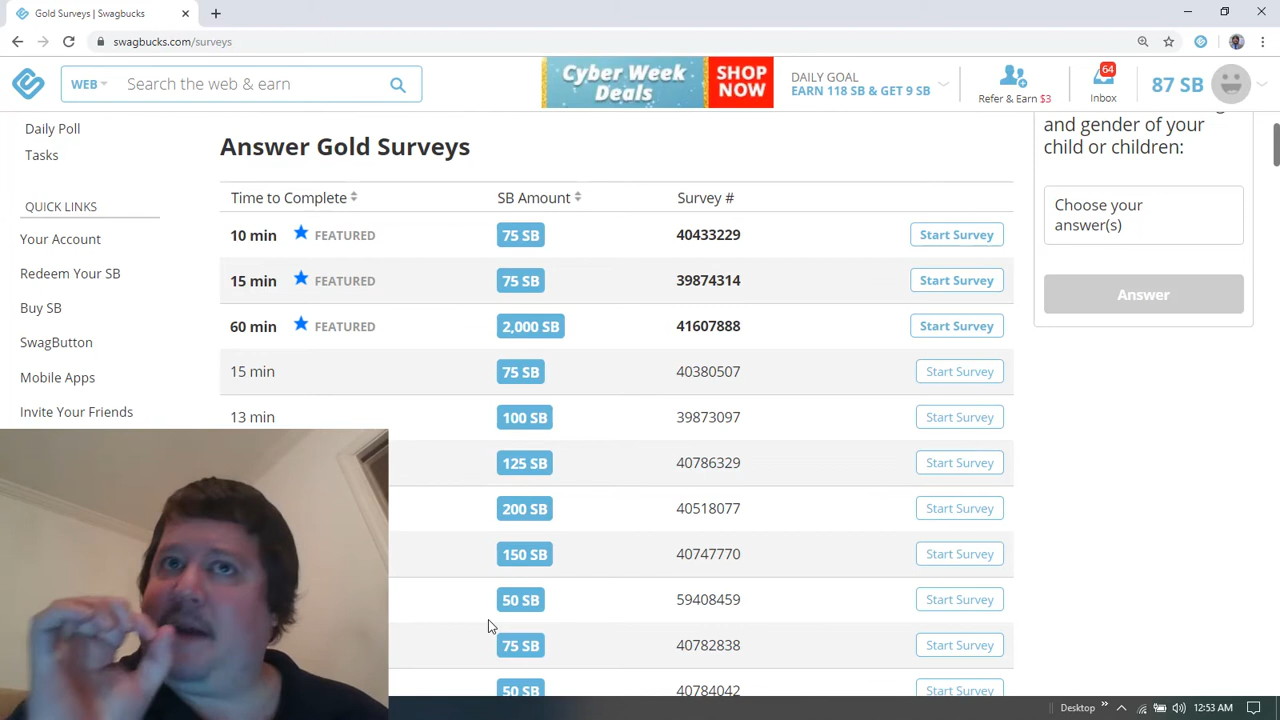 Gold Surveys | Swagbucks
swagbucks.com/surveys
WEB
Search the web & earn
Cyber Week
Deals
SHOP
NOW
DAILY GOAL
EARN 118 SB & GET 9 SB
Refer & Earn $3
64
Inbox
87 SB
Daily Poll
Tasks
QUICK LINKS
Your Account
Redeem Your SB
Buy SB
SwagButton
Mobile Apps
Invite Your Friends
Answer Gold Surveys
Time to Complete SB Amount Survey #
10 min FEATURED 75 SB 40433229 Start Survey
15 min FEATURED 75 SB 39874314 Start Survey
60 min FEATURED 2,000 SB 41607888 Start Survey
15 min 75 SB 40380507 Start Survey
13 min 100 SB 39873097 Start Survey
125 SB 40786329 Start Survey
200 SB 40518077 Start Survey
150 SB 40747770 Start Survey
50 SB 59408459 Start Survey
75 SB 40782838 Start Survey
50 SB 40784042 Start Survey
and gender of your
child or children:
Choose your
answer(s)
Answer
Desktop
12:53 AM